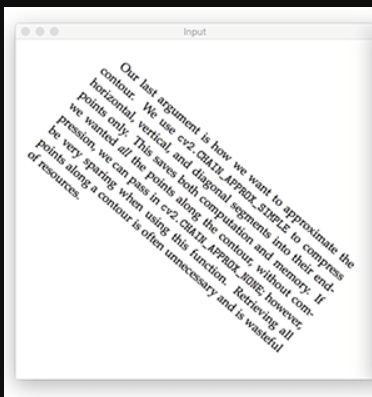 Input
Our last argument is how we want to approximate the
contour. We use cv2.CHAIN_APPROX_SIMPLE to compress
horizontal, vertical, and diagonal segments into their end-
points only. This saves both computation and memory. If
we wanted all the points along the contour, without com-
pression, we can pass in cv2.CHAIN_APPROX_NONE; however,
be very sparing when using this function. Retrieving all
points along a contour is often unnecessary and is wasteful
of resources.